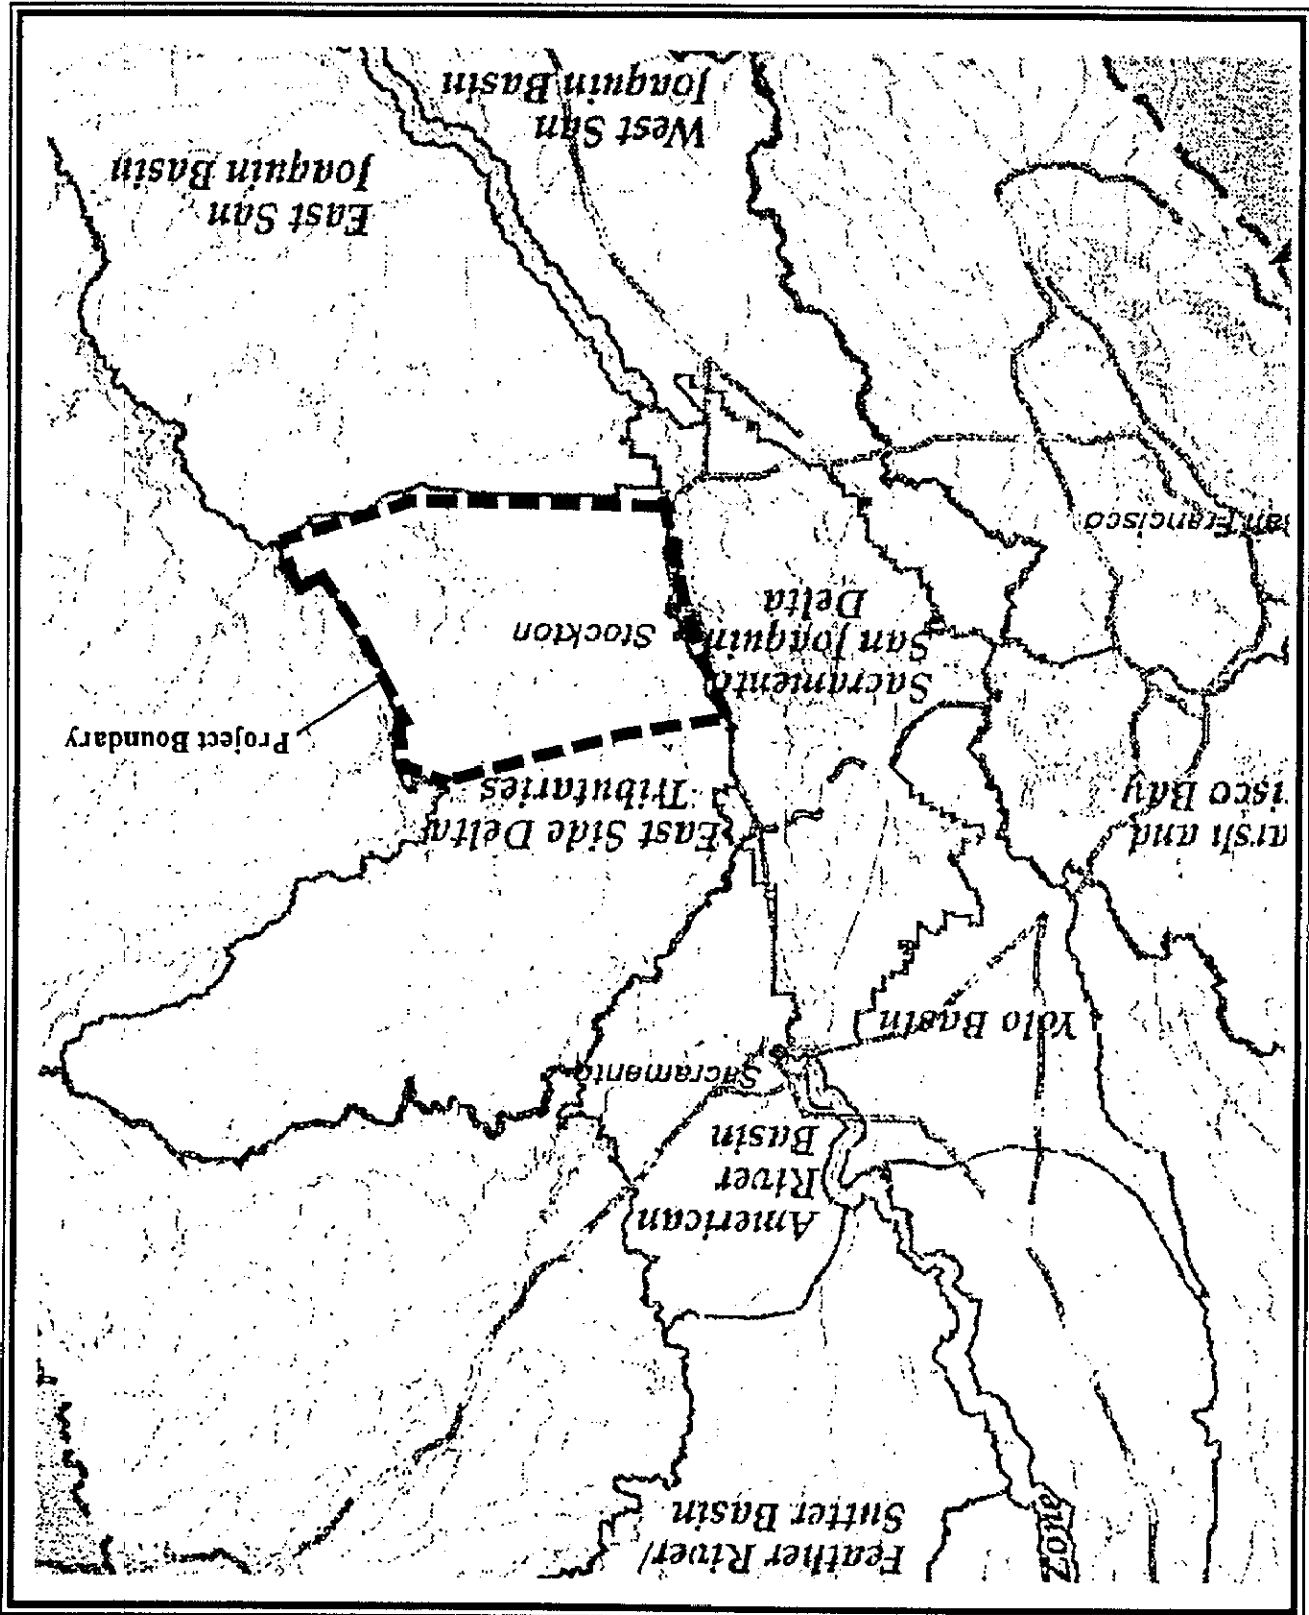 Feather River/
Sutter Basin
Zone
American
River
Basin
Sacramento
Yolo Basin
arsh and
isco Bay
East Side Delta
Tributaries
Project Boundary
Sacramento
San Joaquin
Delta
Stockton
an Francisco
East San
Joaquin Basin
West San
Joaquin Basin